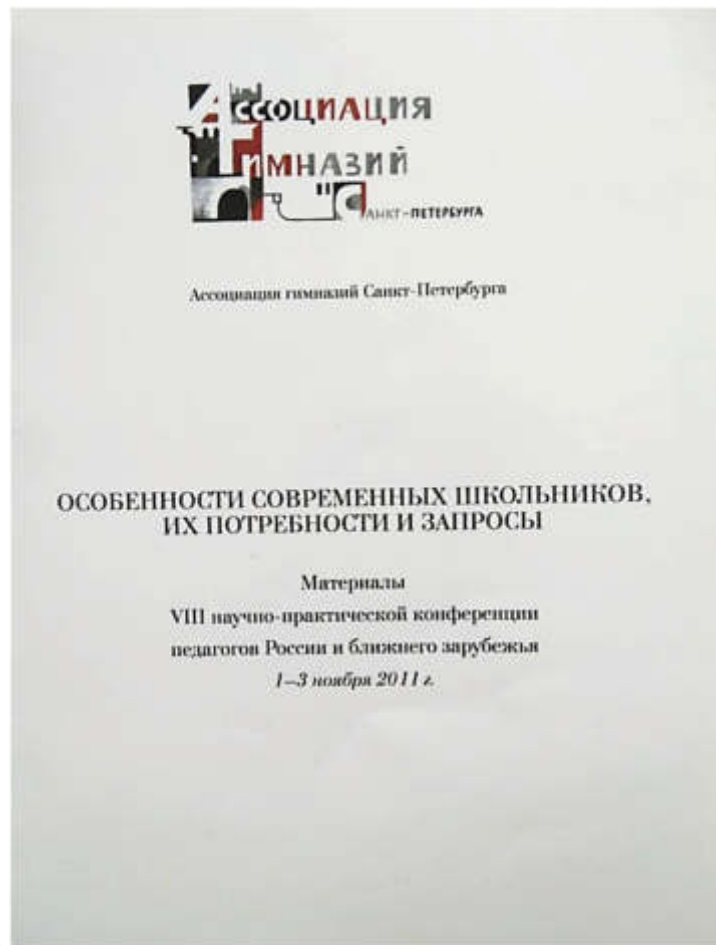 АССОЦИАЦИЯ
ГИМНАЗИЙ
САНКТ-ПЕТЕРБУРГА
Ассоциация гимназий Санкт-Петербурга
ОСОБЕННОСТИ СОВРЕМЕННЫХ ШКОЛЬНИКОВ,
ИХ ПОТРЕБНОСТИ И ЗАПРОСЫ
Материалы
VIII научно-практической конференции
педагогов России и ближнего зарубежья
1–3 ноября 2011 г.